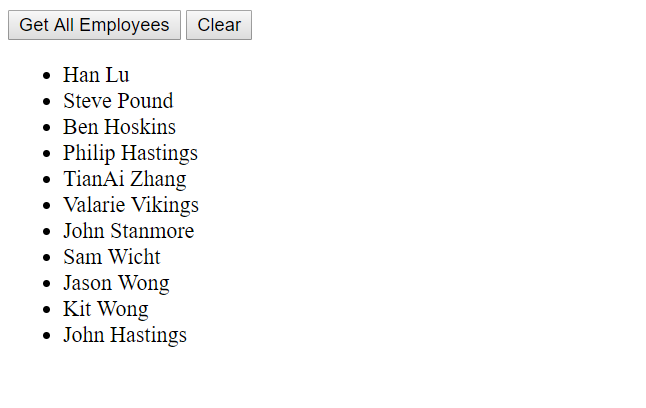 Get All Employees Clear
Han Lu
Steve Pound
Ben Hoskins
Philip Hastings
TianAi Zhang
Valarie Vikings
John Stanmore
Sam Wicht
Jason Wong
Kit Wong
John Hastings